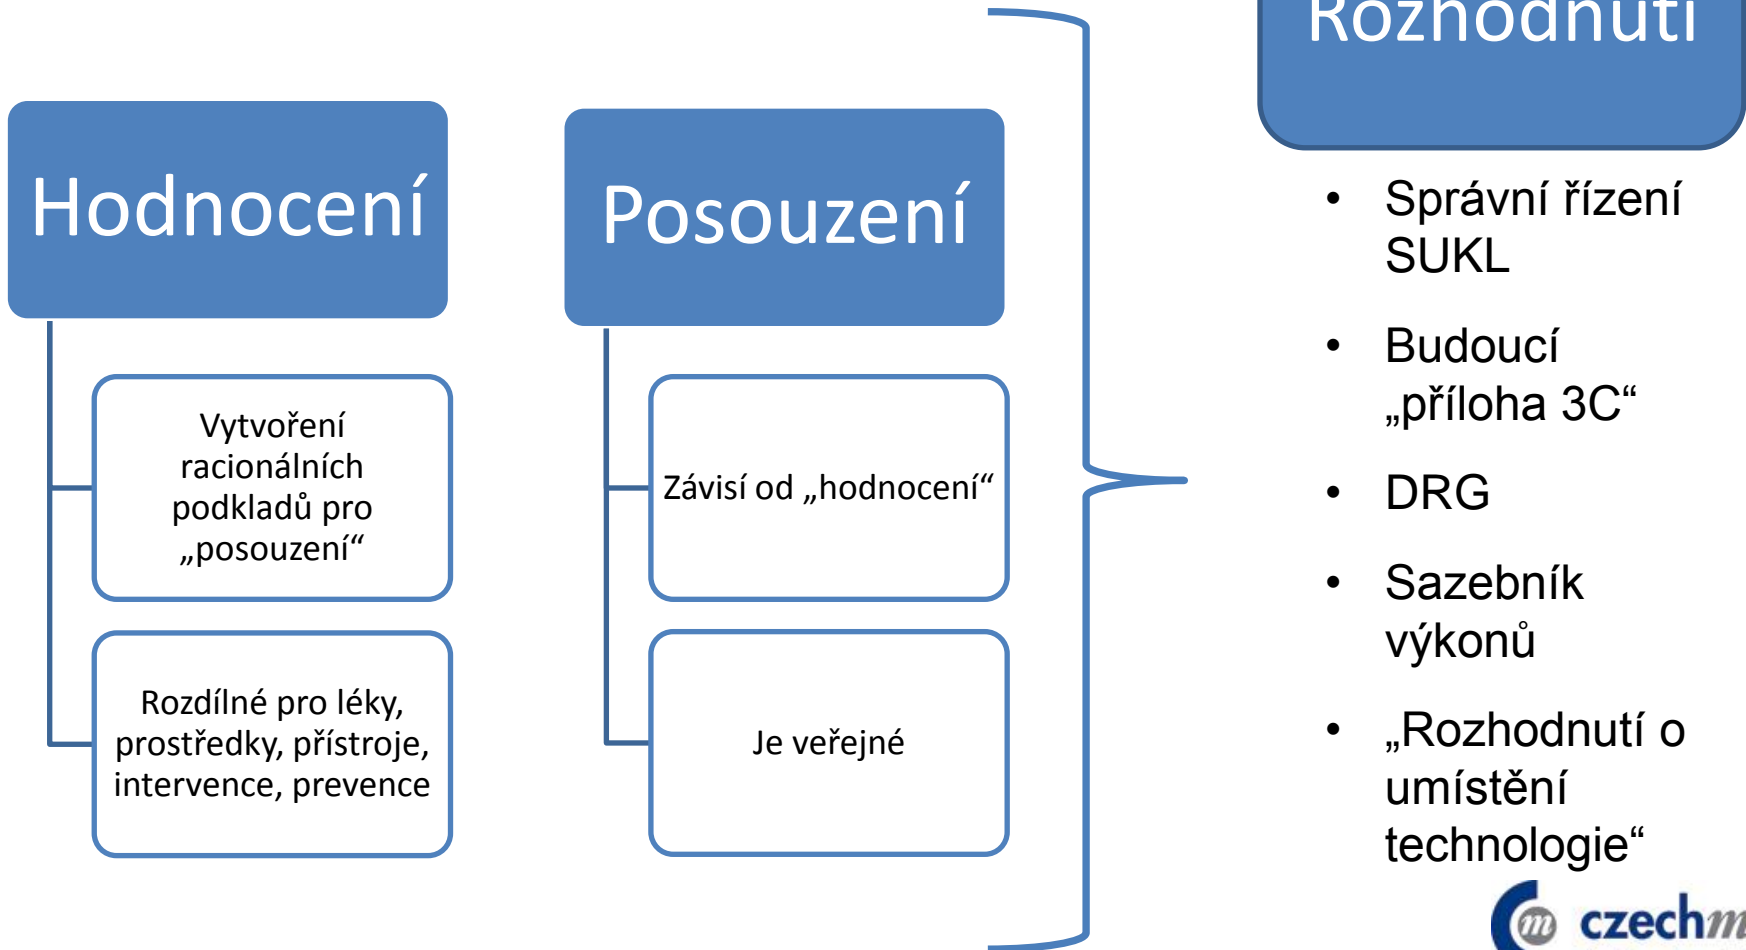 Hodnocení
Vytvoření
racionálních
podkladů pro
„posouzení“
Rozdílné pro léky,
prostředky, přístroje,
intervence, prevence
Posouzení
Závisí od „hodnocení“
Je veřejné
Rozhodnutí
• Správní řízení
SUKL
• Budoucí
„příloha 3C“
• DRG
• Sazebník
výkonů
• „Rozhodnutí o
umístění
technologie“
m czechm